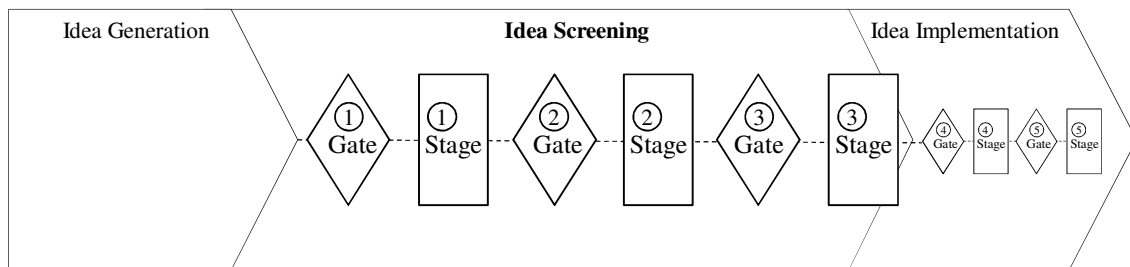 Idea Generation
Idea Screening
Idea Implementation
① Gate
① Stage
② Gate
② Stage
③ Gate
③ Stage
④ Gate
④ Stage
⑤ Gate
⑤ Stage